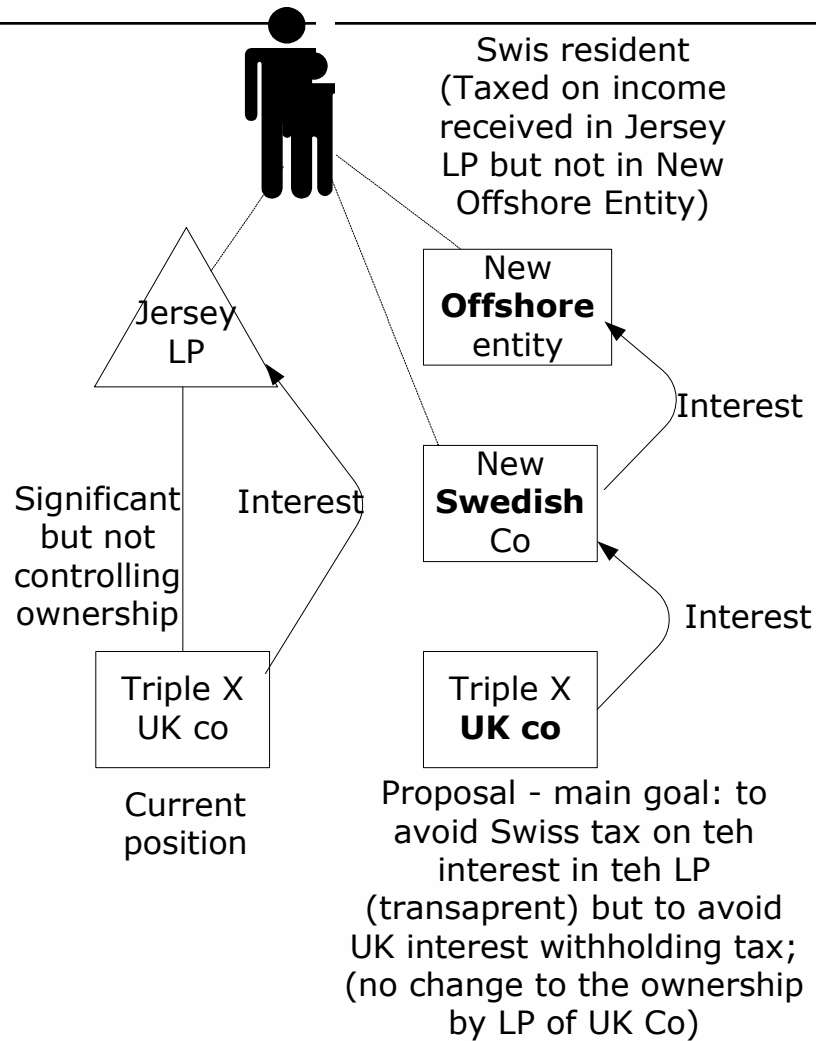 Swis resident
(Taxed on income
received in Jersey
LP but not in New
Offshore Entity)
Jersey
LP
New
Offshore
entity
Interest
Significant
but not
controlling
ownership
Interest
New
Swedish
Co
Interest
Triple X
UK co
Triple X
UK co
Current
position
Proposal - main goal: to
avoid Swiss tax on teh
interest in teh LP
(transaprent) but to avoid
UK interest withholding tax;
(no change to the ownership
by LP of UK Co)